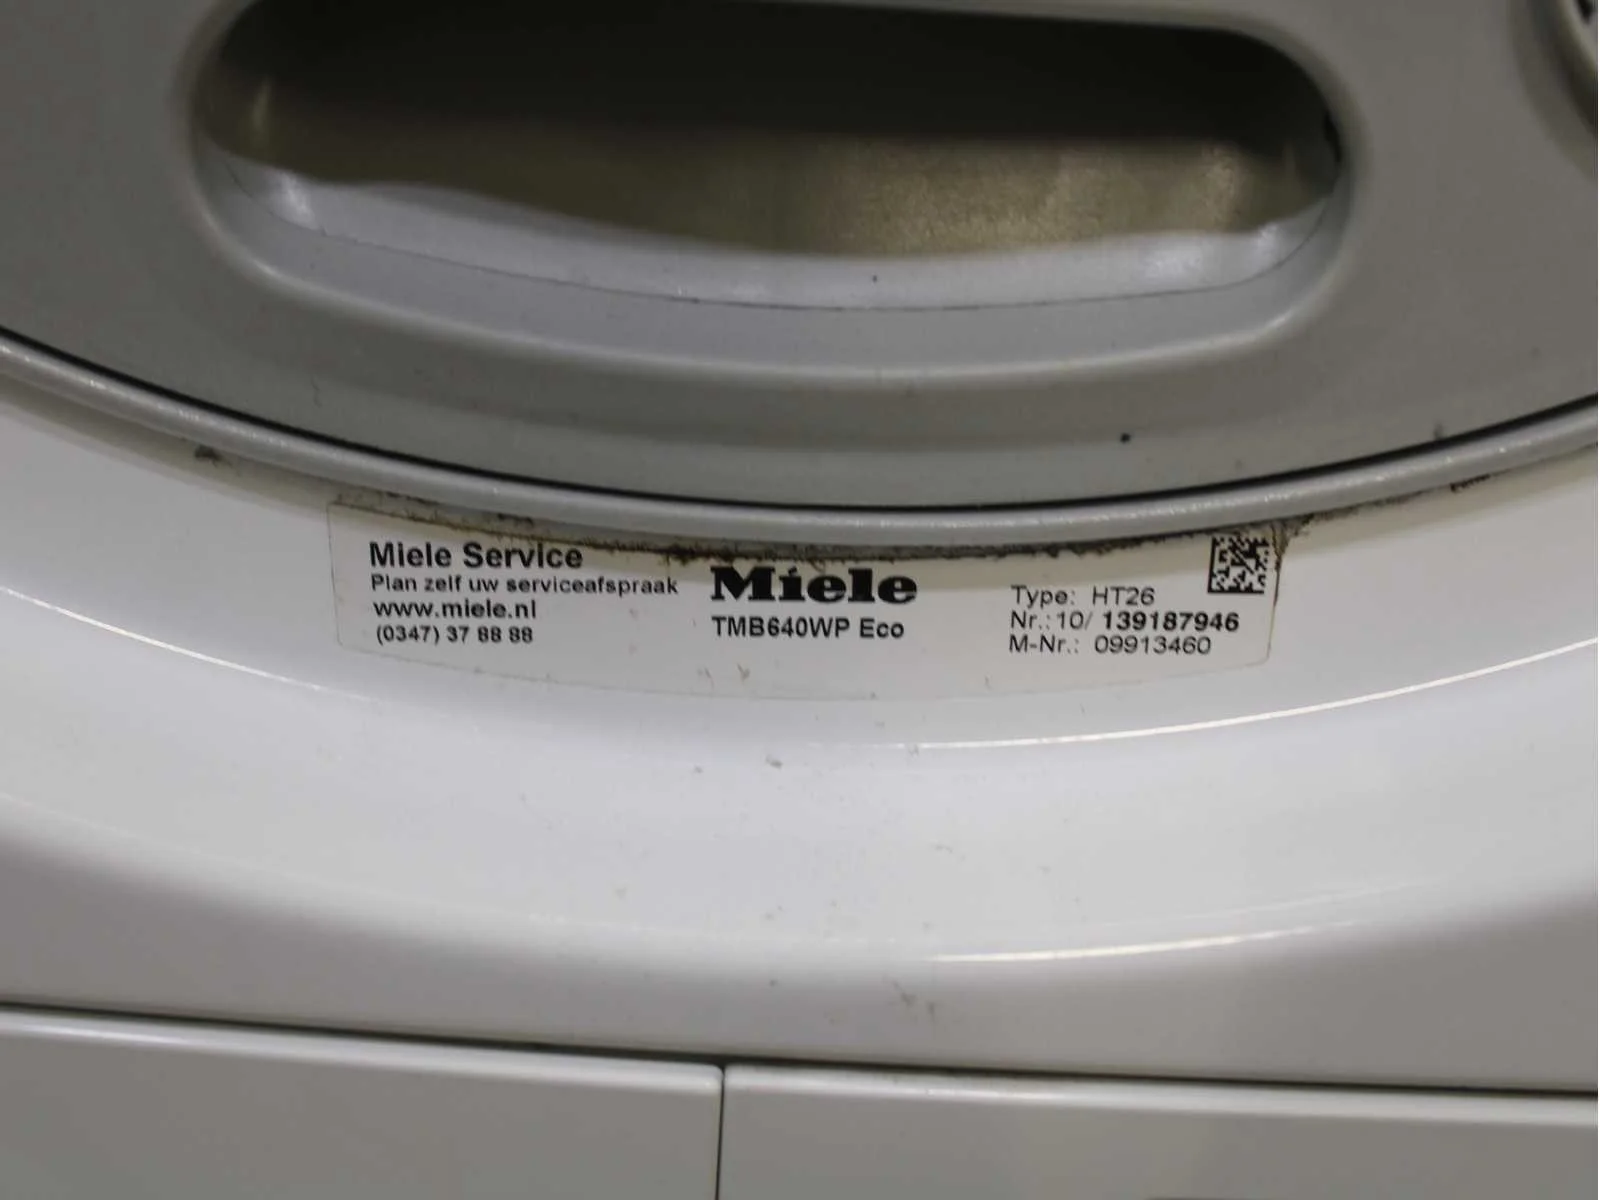 Miele Service
Plan zelf uw serviceafspraak
www.miele.nl
(0347) 37 88 88
Miele
TMB640WP Eco
Type: HT26
Nr.: 10/ 139187946
M-Nr.: 09913460